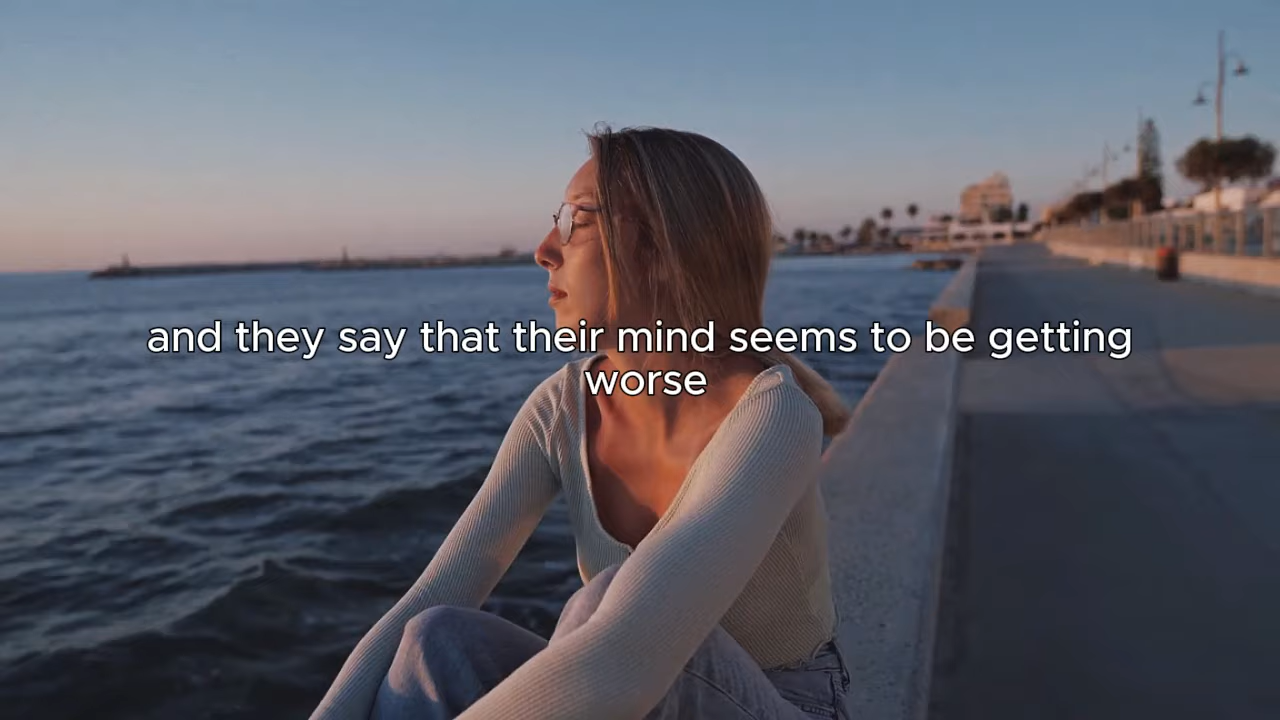 and they say that their mind seems to be getting
worse